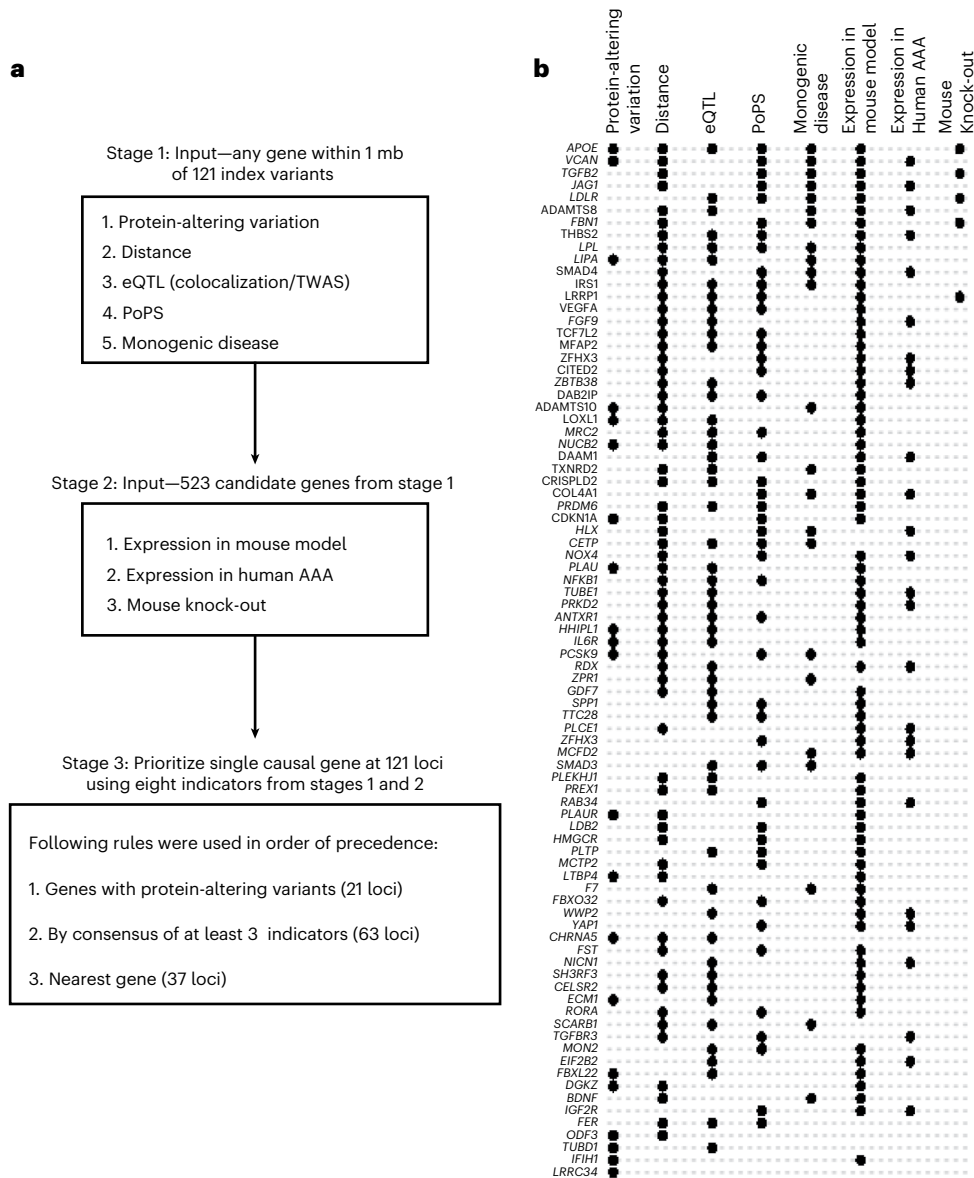 a
Stage 1: Input—any gene within 1 mb
of 121 index variants
1. Protein-altering variation
2. Distance
3. eQTL (colocalization/TWAS)
4. PoPS
5. Monogenic disease
Stage 2: Input—523 candidate genes from stage 1
1. Expression in mouse model
2. Expression in human AAA
3. Mouse knock-out
Stage 3: Prioritize single causal gene at 121 loci
using eight indicators from stages 1 and 2
Following rules were used in order of precedence:
1. Genes with protein-altering variants (21 loci)
2. By consensus of at least 3 indicators (63 loci)
3. Nearest gene (37 loci)
b
Protein-altering
variation
Distance
eQTL
PoPS
Monogenic
disease
Expression in
mouse model
Expression in
Human AAA
Mouse
Knock-out
APOE
VCAN
TGFB2
JAG1
LDLR
ADAMTS8
FBN1
THBS2
LPL
LIPA
SMAD4
IRS1
LRRP1
VEGFA
FGF9
TCF7L2
MFAP2
ZFHX3
CITED2
ZBTB38
DAB2IP
ADAMTS10
LOXL1
MRC2
NUCB2
DAAM1
TXNRD2
CRISPLD2
COL4A1
PRDM6
CDKN1A
HLX
CETP
NOX4
PLAU
NFKB1
TUBE1
PRKD2
ANTXR1
HHIPL1
IL6R
PCSK9
RDX
ZPR1
GDF7
SPP1
TTC28
PLCE1
ZFHX3
MCFD2
SMAD3
PLEKHJ1
PREX1
RAB34
PLAUR
LDB2
HMGCR
PLTP
MCTP2
LTBP4
F7
FBXO32
WWP2
YAP1
CHRNA5
FST
NICN1
SH3RF3
CELSR2
ECM1
RORA
SCARB1
TGFBR3
MON2
EIF2B2
FBXL22
DGKZ
BDNF
IGF2R
FER
ODF3
TUBD1
IFIH1
LRRC34